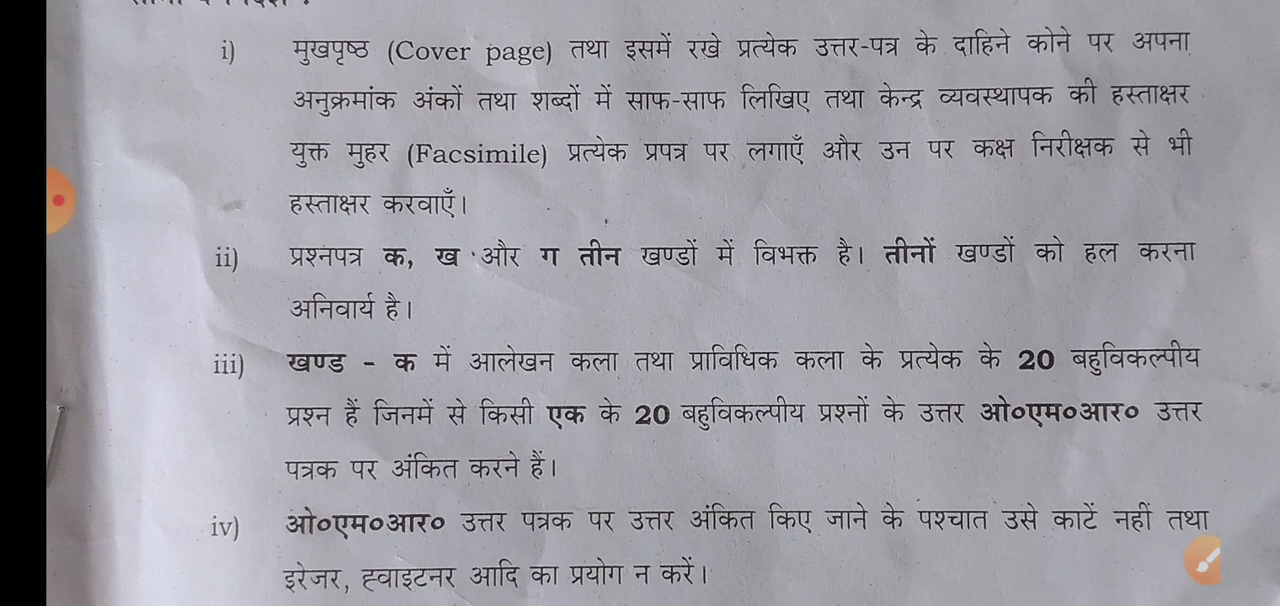 i) मुखपृष्ठ (Cover page) तथा इसमें रखे प्रत्येक उत्तर-पत्र के दाहिने कोने पर अपना
अनुक्रमांक अंकों तथा शब्दों में साफ-साफ लिखिए तथा केन्द्र व्यवस्थापक की हस्ताक्षर
युक्त मुहर (Facsimile) प्रत्येक प्रपत्र पर लगाएँ और उन पर कक्ष निरीक्षक से भी
हस्ताक्षर करवाएँ।
ii) प्रश्नपत्र क, ख और ग तीन खण्डों में विभक्त है। तीनों खण्डों को हल करना
अनिवार्य है।
iii) खण्ड - क में आलेखन कला तथा प्राविधिक कला के प्रत्येक के 20 बहुविकल्पीय
प्रश्न हैं जिनमें से किसी एक के 20 बहुविकल्पीय प्रश्नों के उत्तर ओ०एम०आर० उत्तर
पत्रक पर अंकित करने हैं।
iv) ओ०एम०आर० उत्तर पत्रक पर उत्तर अंकित किए जाने के पश्चात उसे काटें नहीं तथा
इरेजर, ह्वाइटनर आदि का प्रयोग न करें।